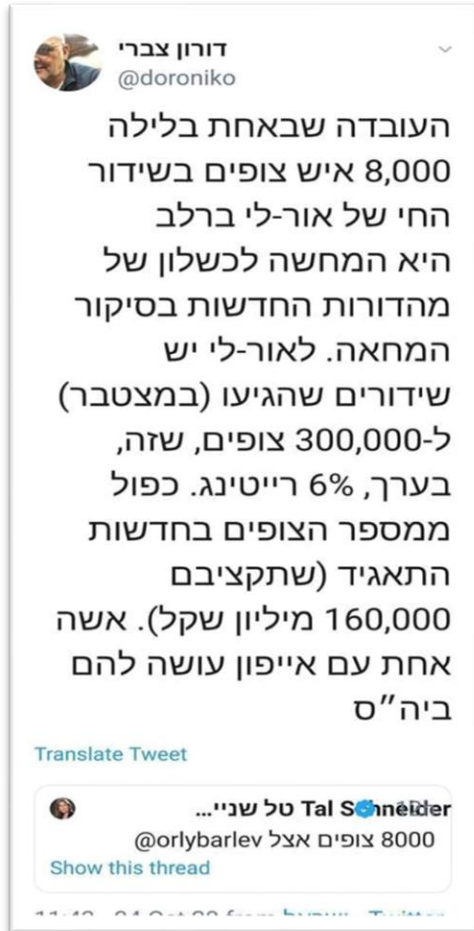 דורון צברי
@doroniko
העובדה שבאחת בלילה
8,000 איש צופים בשידור
החי של אור-לי ברלב
היא המחשה לכשלון של
מהדורות החדשות בסיקור
המחאה. לאור-לי יש
שידורים שהגיעו (במצטבר)
ל-300,000 צופים, שזה,
בערך, 6% רייטינג. כפול
ממספר הצופים בחדשות
התאגיד (שתקציבם
160,000 מיליון שקל). אשה
אחת עם אייפון עושה להם
ביה״ס
Translate Tweet
Tal Schneider טל שניי...
8000 צופים אצל @orlybarlev
Show this thread